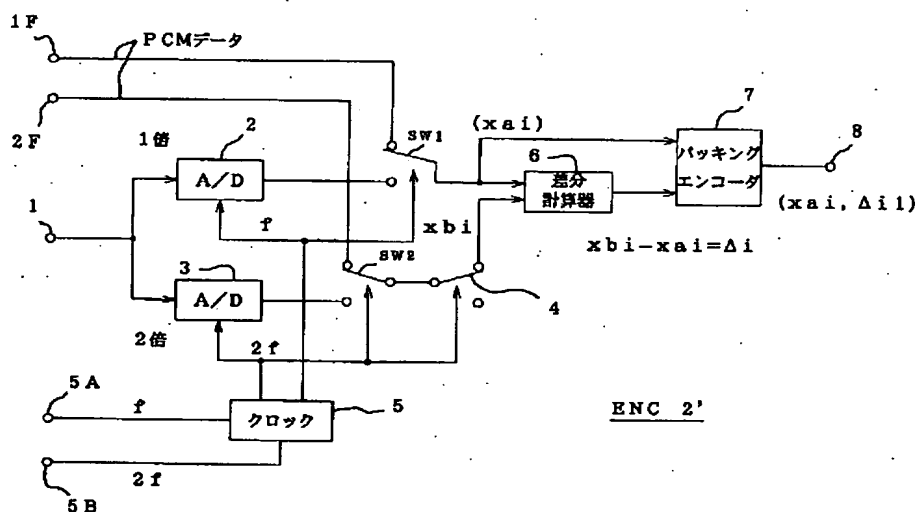 1F
PCMデータ
2F
1倍
2
A/D
f
SW1
(xai)
7
8
6
差分
計算器
パッキング
エンコーダ
(xai, Δi1)
1
xbi
xbi-xai=Δi
SW2
3
A/D
4
2倍
2f
5A
f
クロック
5
ENC 2'
2f
5B